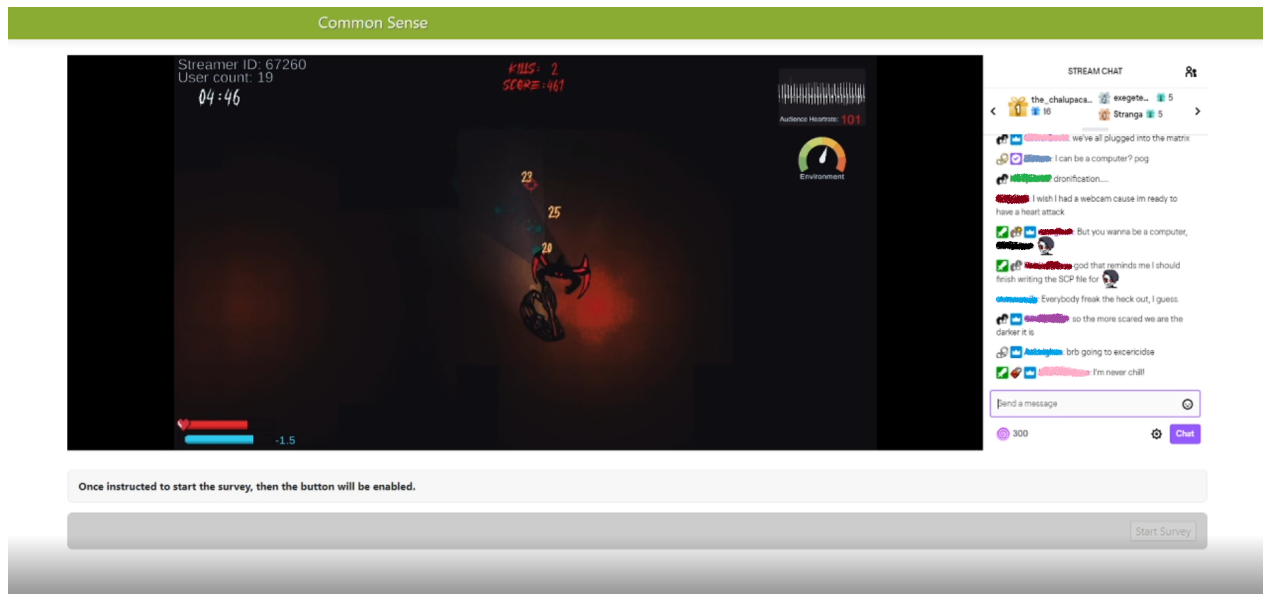 Common Sense
Streamer ID: 67260
User count: 19
04:46
KILLS: 2
SCORE:461
Audience Heartrate: 101
Environment
23
25
20
-1.5
STREAM CHAT
1
the_chalupaca...
16
exegete... 5
Stranga 5
we've all plugged into the matrix
: I can be a computer? pog
dronification....
: I wish I had a webcam cause im ready to
have a heart attack
: But you wanna be a computer,
god that reminds me I should
finish writing the SCP file for
: Everybody freak the heck out, I guess.
so the more scared we are the
darker it is
: brb going to excericidse
: I'm never chill!
Send a message
300
Chat
Once instructed to start the survey, then the button will be enabled.
Start Survey